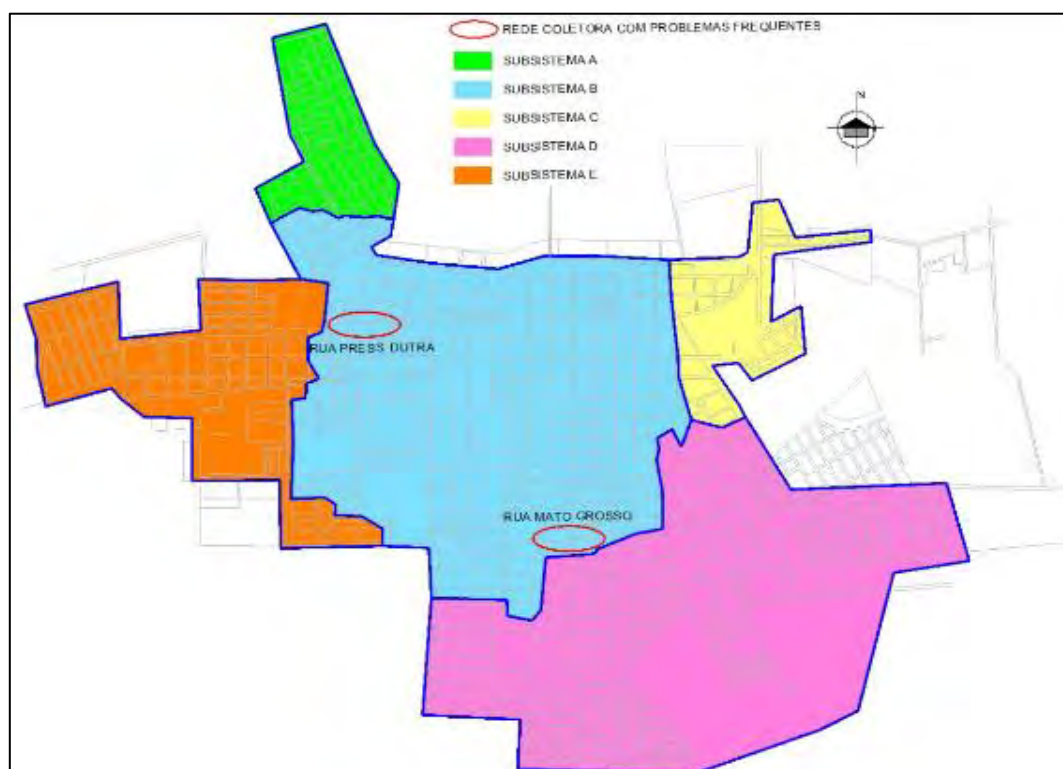 REDE COLETORA COM PROBLEMAS FREQUENTES
SUBSISTEMA A
SUBSISTEMA B
SUBSISTEMA C
SUBSISTEMA D
SUBSISTEMA E
N
RUA PRESS DUTRA
RUA MATO GROSSO